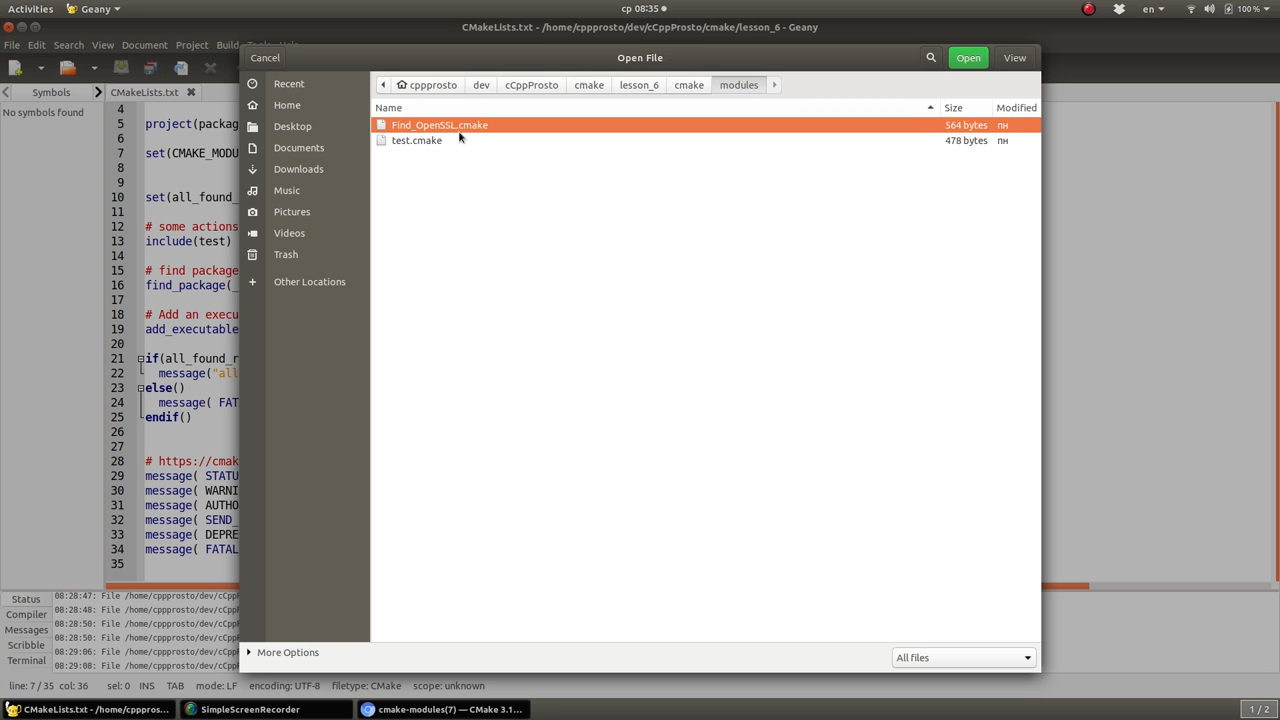 Activities
Geany
ср 08:35
en
100 %
CMakeLists.txt - /home/cppprosto/dev/cCppProsto/cmake/lesson_6 - Geany
File Edit Search View Document Project Build Tools Help
Cancel
Open File
Open
View
Symbols
CMakeLists.txt
No symbols found
Recent
Home
Desktop
Documents
Downloads
Music
Pictures
Videos
Trash
Other Locations
cppprosto dev cCppProsto cmake lesson_6 cmake modules
Name Size Modified
Find_OpenSSL.cmake 564 bytes пн
test.cmake 478 bytes пн
4
5 project(packag
6
7 set(CMAKE_MODU
8
9
10 set(all_found_
11
12 # some actions
13 include(test)
14
15 # find package
16 find_package(_
17
18 # Add an execu
19 add_executable
20
21 if(all_found_r
22 message("all
23 else()
24 message( FAT
25 endif()
26
27
28 # https://cmak
29 message( STATU
30 message( WARNI
31 message( AUTHO
32 message( SEND_
33 message( DEPRE
34 message( FATAL
35
More Options
All files
Status
Compiler
Messages
Scribble
Terminal
08:28:47: File /home/cppprosto/dev/cCppP
08:28:48: File /home/cppprosto/dev/cCppP
08:28:50: File /home/cppprosto/dev/cCppP
08:28:50: File /home/cppprosto/dev/cCppP
08:29:06: File /home/cppprosto/dev/cCppP
08:29:08: File /home/cppprosto/dev/cCppP
line: 7 / 35 col: 36 sel: 0 INS TAB mode: LF encoding: UTF-8 filetype: CMake scope: unknown
CMakeLists.txt - /home/cpppros...
SimpleScreenRecorder
cmake-modules(7) — CMake 3.1...
1 / 2